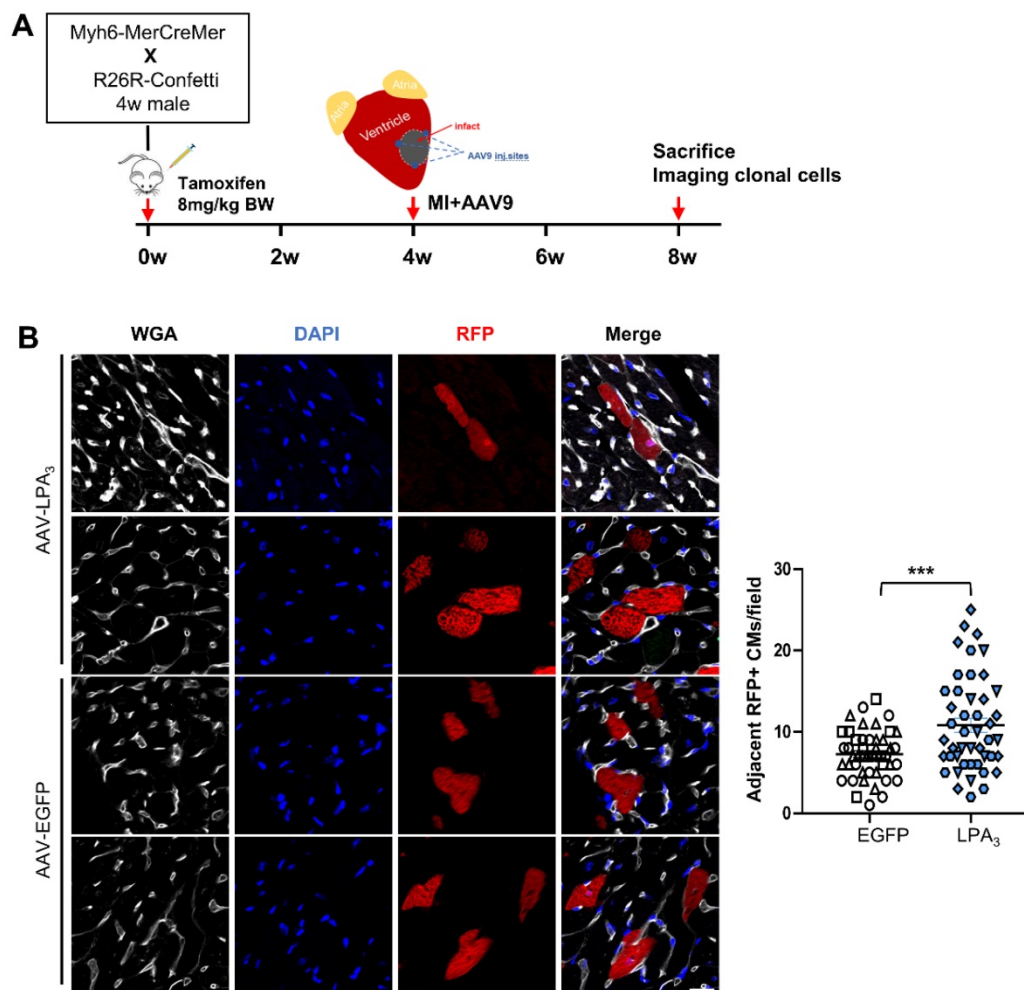 A
Myh6-MerCreMer
X
R26R-Confetti
4w male
Tamoxifen
8mg/kg BW
Atria
Atria
Ventricle
infact
AAV9 inj.sites
MI+AAV9
Sacrifice
Imaging clonal cells
0w 2w 4w 6w 8w
B
WGA DAPI RFP Merge
AAV-LPA₃
AAV-EGFP
Adjacent RFP+ CMs/field
30
20
10
0
***
EGFP LPA₃